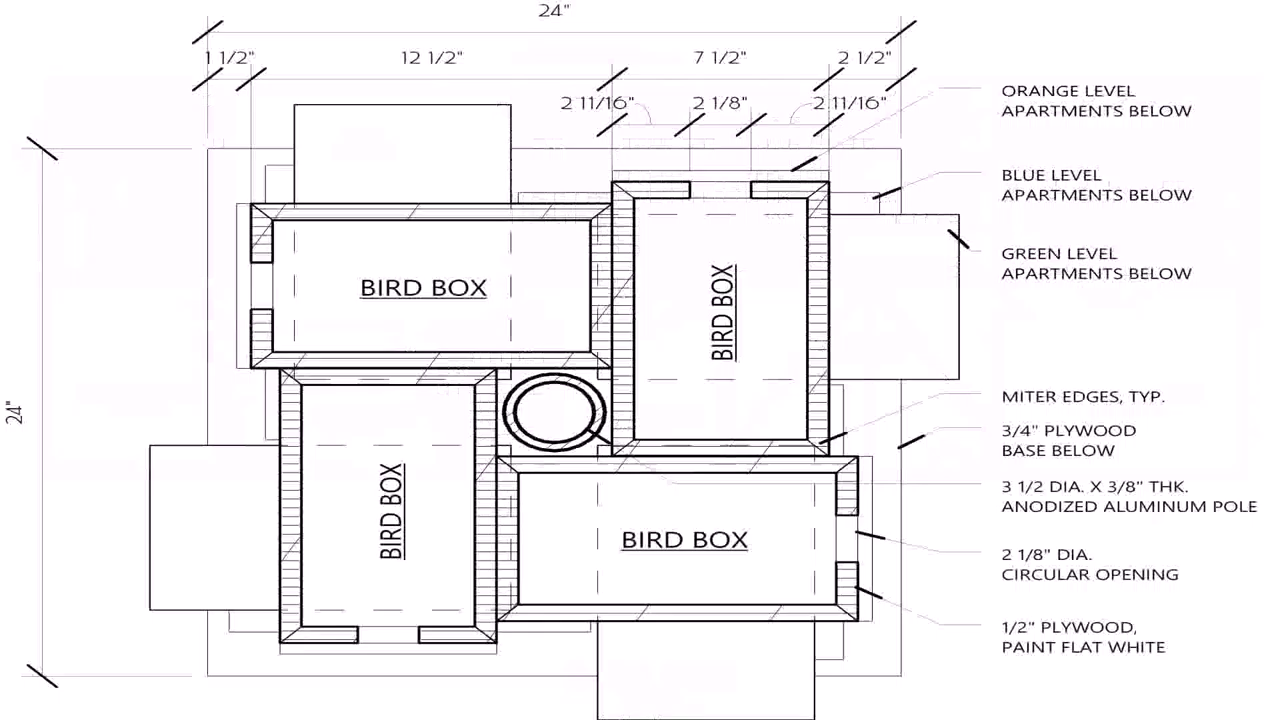 24"
1 1/2"
12 1/2"
7 1/2"
2 1/2"
2 11/16"
2 1/8"
2 11/16"
ORANGE LEVEL
APARTMENTS BELOW
BLUE LEVEL
APARTMENTS BELOW
GREEN LEVEL
APARTMENTS BELOW
BIRD BOX
BIRD BOX
24"
MITER EDGES, TYP.
3/4" PLYWOOD
BASE BELOW
3 1/2 DIA. X 3/8" THK.
ANODIZED ALUMINUM POLE
BIRD BOX
BIRD BOX
2 1/8" DIA.
CIRCULAR OPENING
1/2" PLYWOOD,
PAINT FLAT WHITE